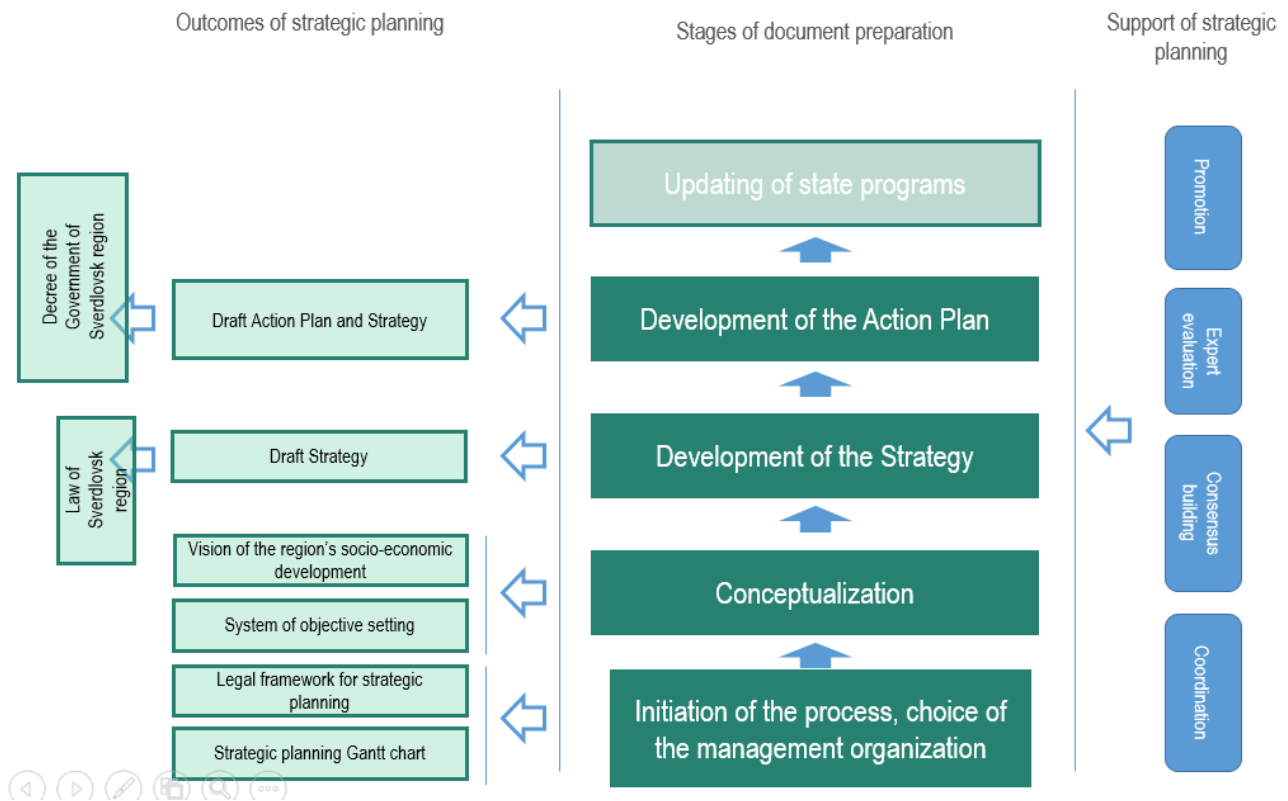 Outcomes of strategic planning
Stages of document preparation
Support of strategic
planning
Decree of the
Government of
Sverdlovsk region
Draft Action Plan and Strategy
Law of
Sverdlovsk
region
Draft Strategy
Vision of the region's socio-economic
development
System of objective setting
Legal framework for strategic
planning
Strategic planning Gantt chart
Updating of state programs
Development of the Action Plan
Development of the Strategy
Conceptualization
Initiation of the process, choice of
the management organization
Promotion
Expert
evaluation
Consensus
building
Coordination